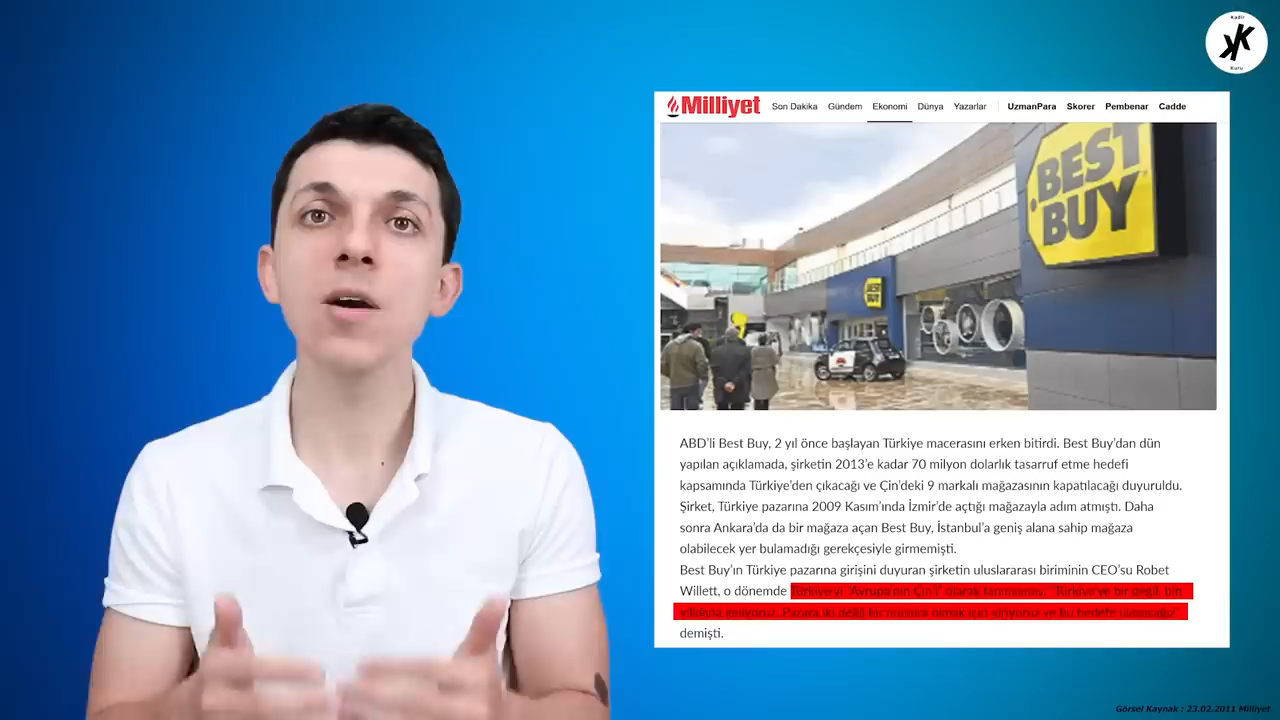 Kadir
KK
Kuru
Milliyet
Son Dakika Gündem Ekonomi Dünya Yazarlar UzmanPara Skorer Pembenar Cadde
BEST
BUY
BEST
BUY
ABD'li Best Buy, 2 yıl önce başlayan Türkiye macerasını erken bitirdi. Best Buy'dan dün
yapılan açıklamada, şirketin 2013'e kadar 70 milyon dolarlık tasarruf etme hedefi
kapsamında Türkiye'den çıkacağı ve Çin'deki 9 markalı mağazasının kapatılacağı duyuruldu.
Şirket, Türkiye pazarına 2009 Kasım'ında İzmir'de açtığı mağazayla adım atmıştı. Daha
sonra Ankara'da da bir mağaza açan Best Buy, İstanbul'a geniş alana sahip mağaza
olabilecek yer bulamadığı gerekçesiyle girmemişti.
Best Buy'ın Türkiye pazarına girişini duyuran şirketin uluslararası biriminin CEO'su Robet
Willett, o dönemde Türkiye'yi "Avrupa'nın Çin'i" olarak tanımlamış, "Türkiye'ye bir değil, bin
yıllığına geliyoruz. Pazara iki değil bir numara olmak için giriyoruz ve bu hedefe ulaşacağız"
demişti.
Görsel Kaynak : 23.02.2011 Milliyet